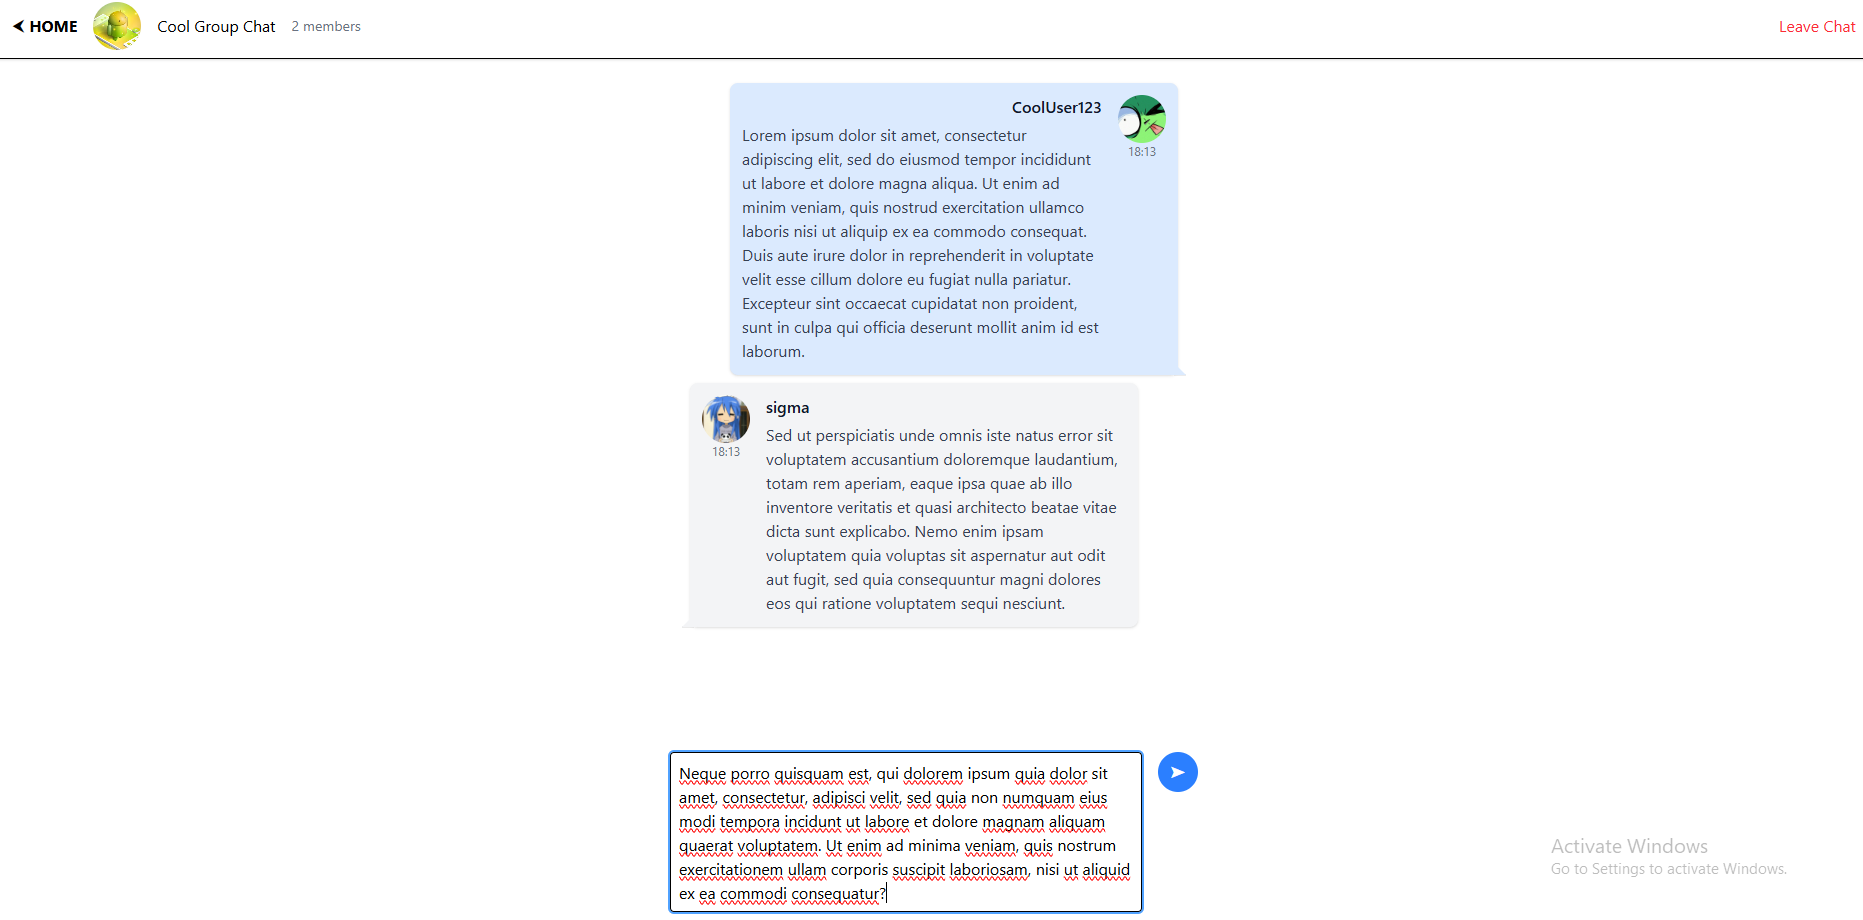 HOME
Cool Group Chat
2 members
Leave Chat
CoolUser123
18:13
Lorem ipsum dolor sit amet, consectetur
adipiscing elit, sed do eiusmod tempor incididunt
ut labore et dolore magna aliqua. Ut enim ad
minim veniam, quis nostrud exercitation ullamco
laboris nisi ut aliquip ex ea commodo consequat.
Duis aute irure dolor in reprehenderit in voluptate
velit esse cillum dolore eu fugiat nulla pariatur.
Excepteur sint occaecat cupidatat non proident,
sunt in culpa qui officia deserunt mollit anim id est
laborum.
sigma
18:13
Sed ut perspiciatis unde omnis iste natus error sit
voluptatem accusantium doloremque laudantium,
totam rem aperiam, eaque ipsa quae ab illo
inventore veritatis et quasi architecto beatae vitae
dicta sunt explicabo. Nemo enim ipsam
voluptatem quia voluptas sit aspernatur aut odit
aut fugit, sed quia consequuntur magni dolores
eos qui ratione voluptatem sequi nesciunt.
Neque porro quisquam est, qui dolorem ipsum quia dolor sit
amet, consectetur, adipisci velit, sed quia non numquam eius
modi tempora incidunt ut labore et dolore magnam aliquam
quaerat voluptatem. Ut enim ad minima veniam, quis nostrum
exercitationem ullam corporis suscipit laboriosam, nisi ut aliquid
ex ea commodi consequatur?
Activate Windows
Go to Settings to activate Windows.